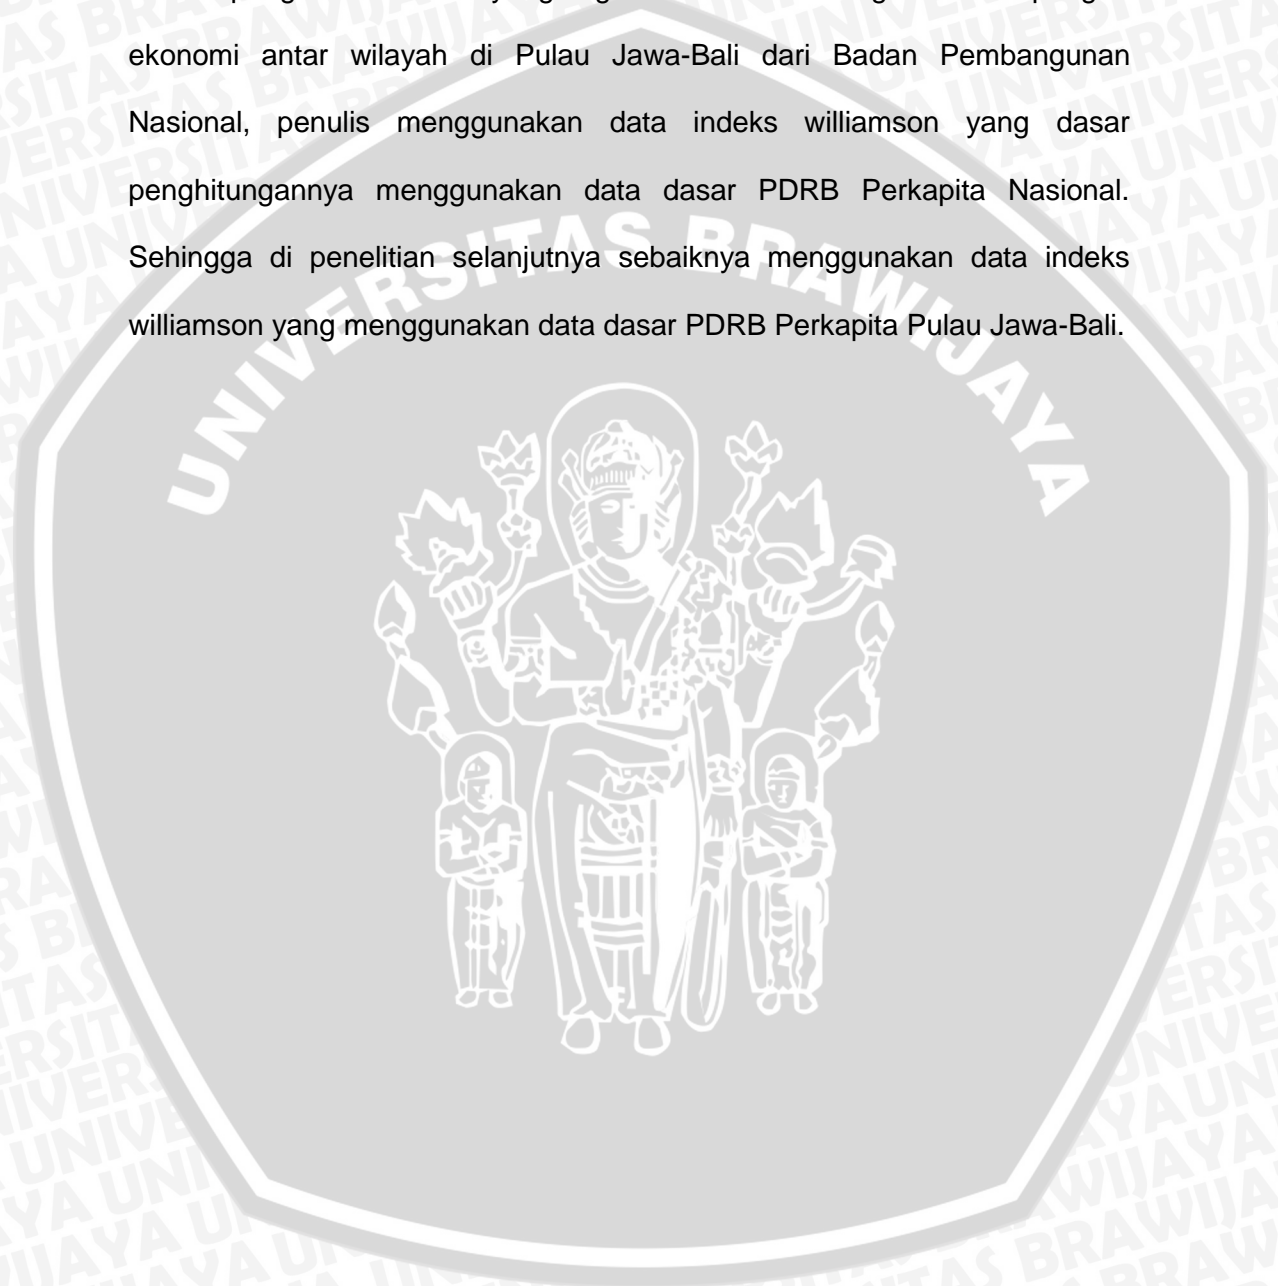 ekonomi antar wilayah di Pulau Jawa-Bali dari Badan Pembangunan
Nasional, penulis menggunakan data indeks williamson yang dasar
penghitungannya menggunakan data dasar PDRB Perkapita Nasional.
Sehingga di penelitian selanjutnya sebaiknya menggunakan data indeks
williamson yang menggunakan data dasar PDRB Perkapita Pulau Jawa-Bali.
UNIVERSITAS BRAWIJAYA